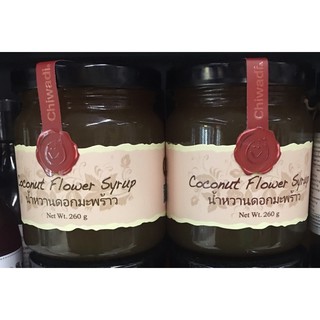 Chiwadi
oconut Flower Syrup
น้ำหวานดอกมะพร้าว
Net Wt. 260 g
Chiwadi
Coconut Flower Syrup
น้ำหวานดอกมะพร้าว
Net Wt. 260 g